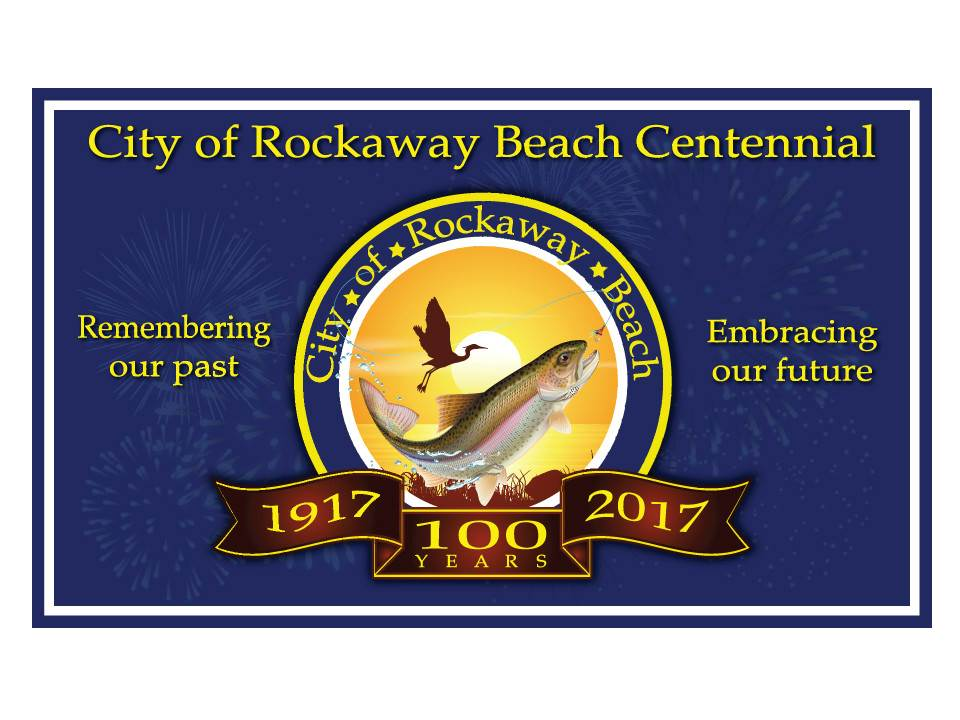 City of Rockaway Beach Centennial
City ★ of ★ Rockaway ★ Beach
Remembering
our past
Embracing
our future
1917
2017
100
YEARS